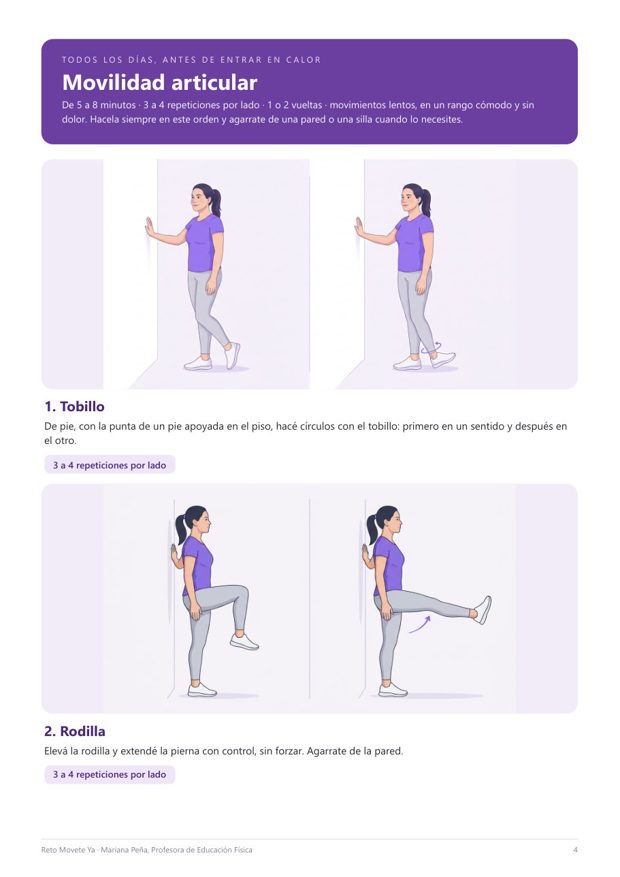 TODOS LOS DÍAS, ANTES DE ENTRAR EN CALOR
Movilidad articular
De 5 a 8 minutos · 3 a 4 repeticiones por lado · 1 o 2 vueltas · movimientos lentos, en un rango cómodo y sin
dolor. Hacela siempre en este orden y agarrate de una pared o una silla cuando lo necesites.
1. Tobillo
De pie, con la punta de un pie apoyada en el piso, hacé círculos con el tobillo: primero en un sentido y después en
el otro.
3 a 4 repeticiones por lado
2. Rodilla
Elevá la rodilla y extendé la pierna con control, sin forzar. Agarrate de la pared.
3 a 4 repeticiones por lado
Reto Movete Ya · Mariana Peña, Profesora de Educación Física
4